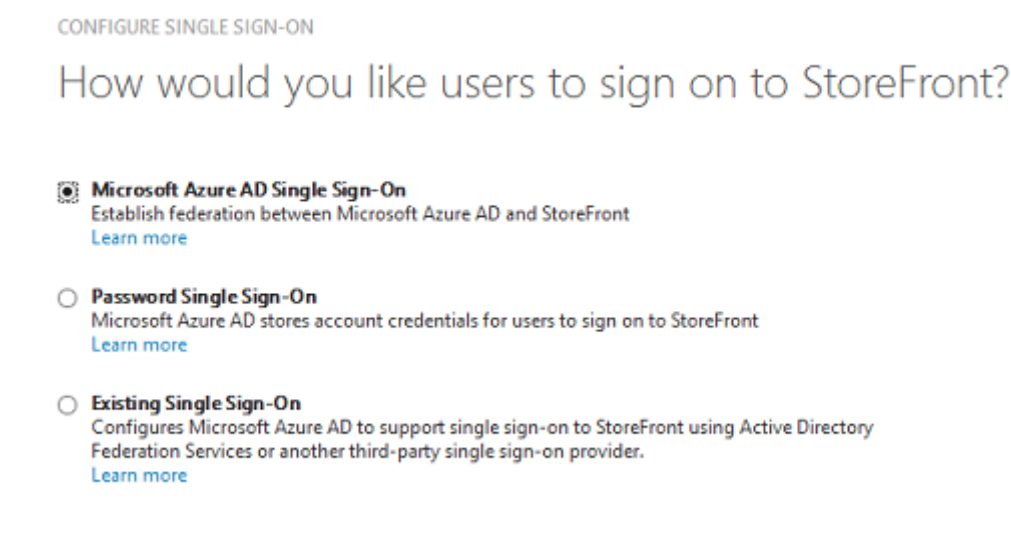 CONFIGURE SINGLE SIGN-ON
How would you like users to sign on to StoreFront?
Microsoft Azure AD Single Sign-On
Establish federation between Microsoft Azure AD and StoreFront
Learn more
Password Single Sign-On
Microsoft Azure AD stores account credentials for users to sign on to StoreFront
Learn more
Existing Single Sign-On
Configures Microsoft Azure AD to support single sign-on to StoreFront using Active Directory
Federation Services or another third-party single sign-on provider.
Learn more